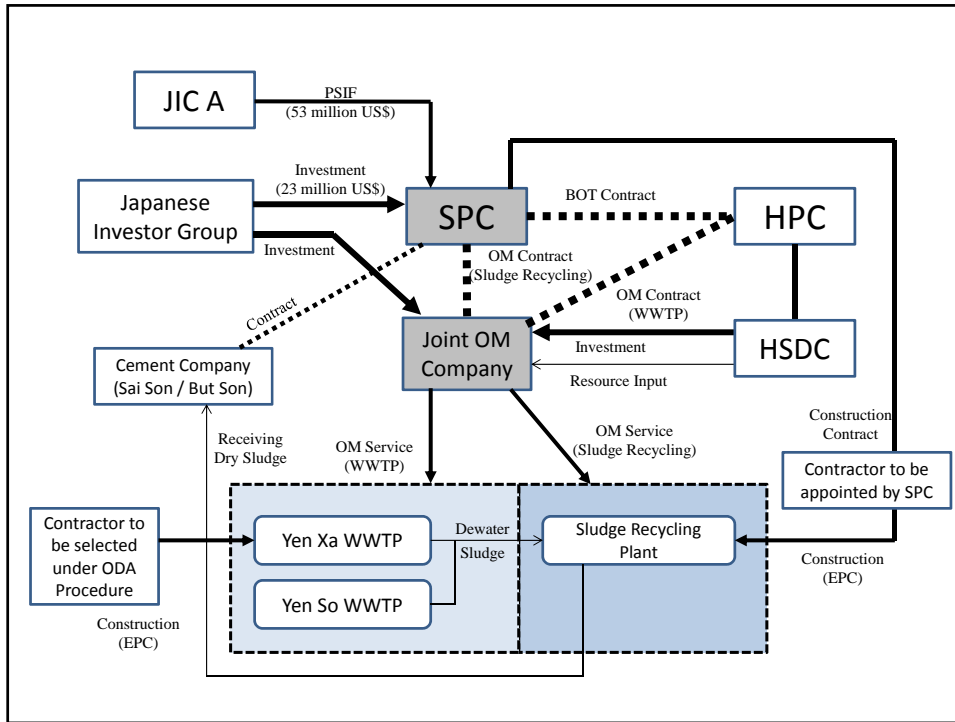 JIC A
PSIF
(53 million US$)
Investment
(23 million US$)
Japanese
Investor Group
Investment
SPC
BOT Contract
HPC
OM Contract
(Sludge Recycling)
OM Contract
(WWTP)
Contract
Joint OM
Company
Investment
Resource Input
HSDC
Cement Company
(Sai Son / But Son)
Receiving
Dry Sludge
OM Service
(WWTP)
OM Service
(Sludge Recycling)
Construction
Contract
Contractor to be
appointed by SPC
Contractor to
be selected
under ODA
Procedure
Yen Xa WWTP
Dewater
Sludge
Sludge Recycling
Plant
Yen So WWTP
Construction
(EPC)
Construction
(EPC)